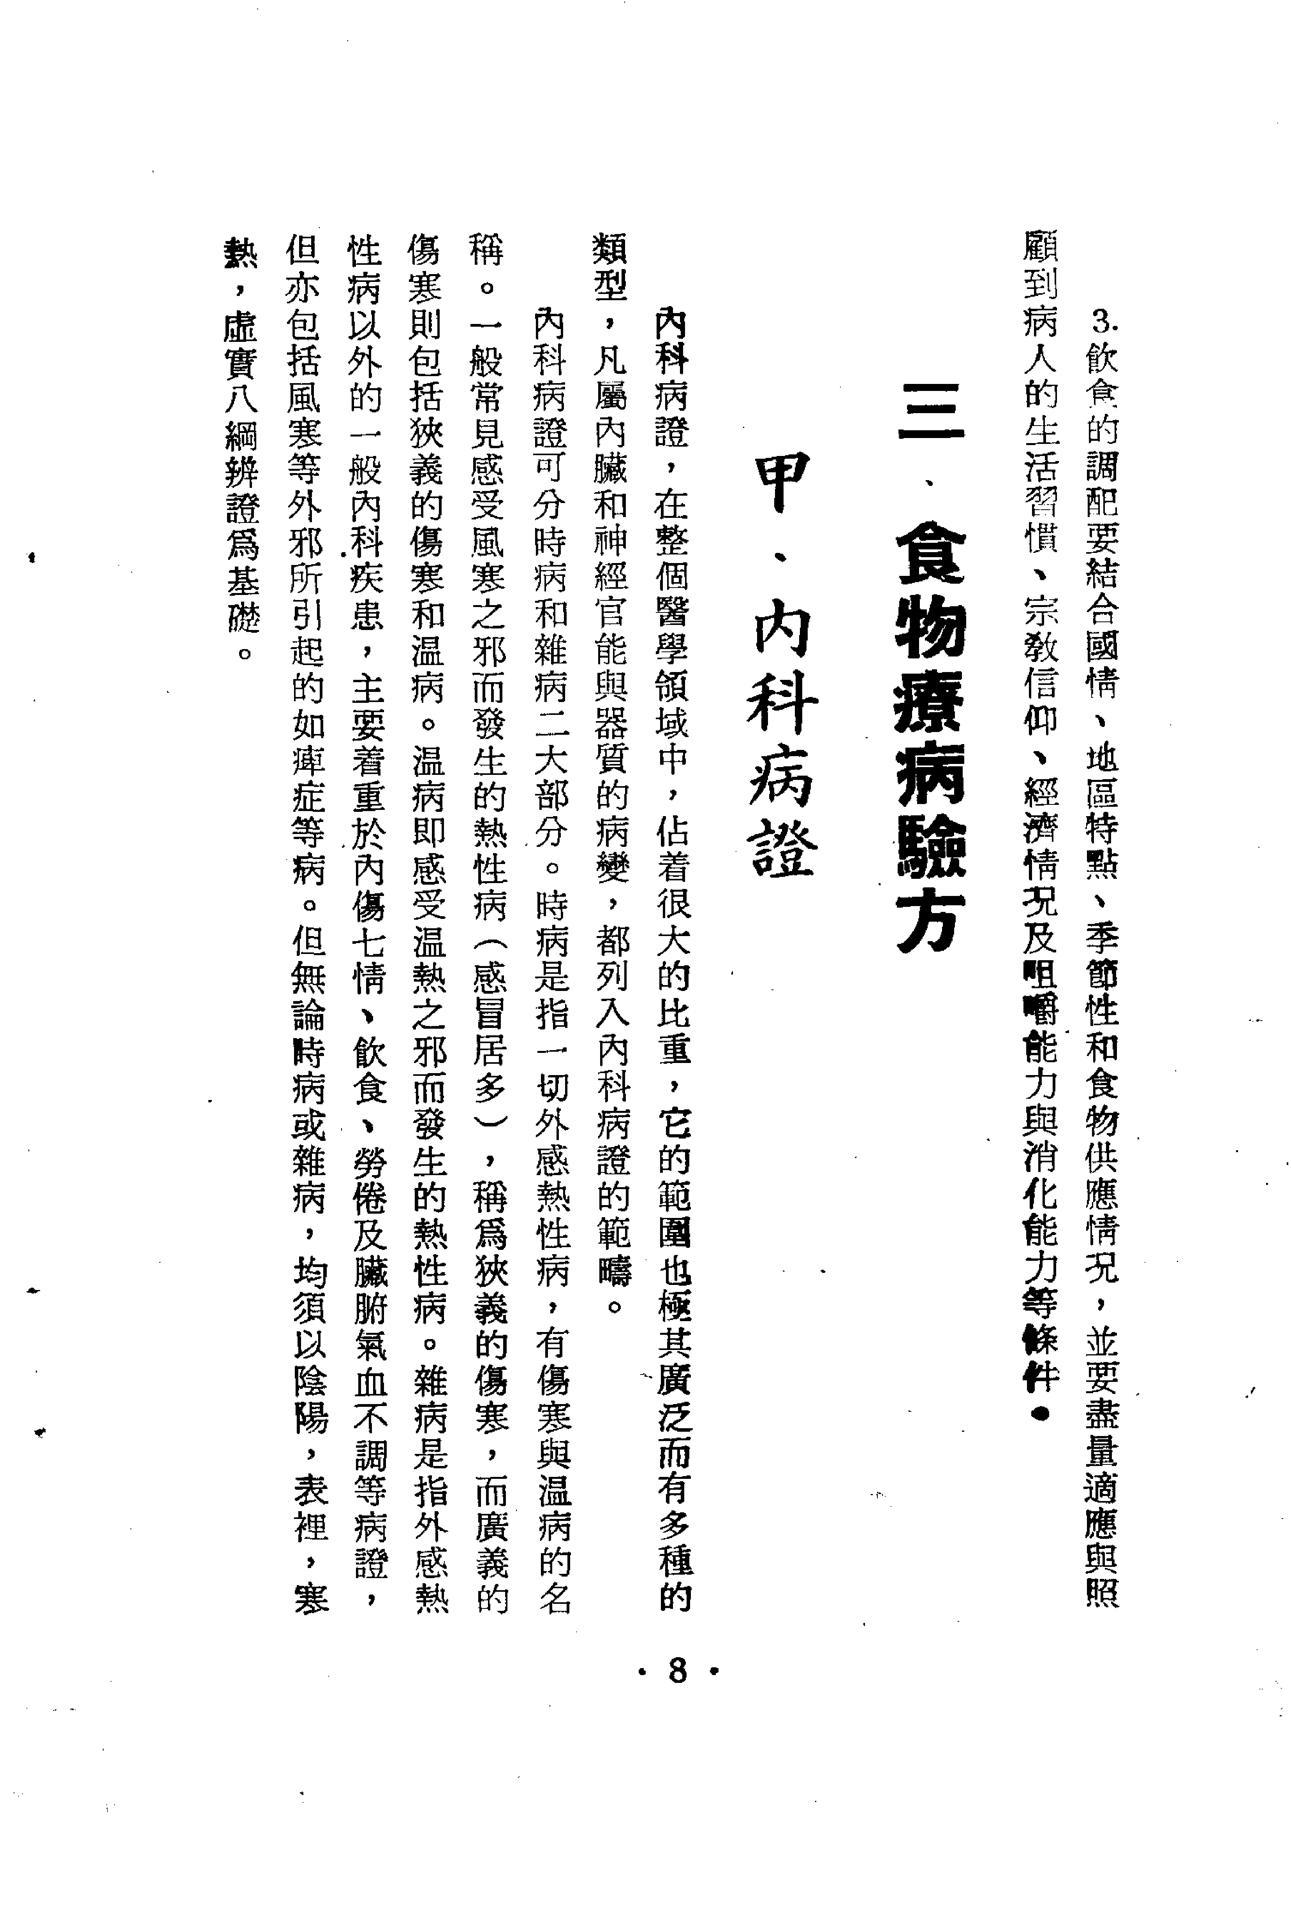 3.飲食的調配要結合國情、地區特點、季節性和食物供應情況，並要盡量適應與照
顧到病人的生活習慣、宗教信仰、經濟情況及咀嚼能力與消化能力等條件。
三、食物療病驗方
甲、內科病證
內科病證，在整個醫學領域中，佔着很大的比重，它的範圍也極其廣泛而有多種的
類型，凡屬內臟和神經官能與器質的病變，都列入內科病證的範疇。
內科病證可分時病和雜病二大部分。時病是指一切外感熱性病，有傷寒與温病的名
稱。一般常見感受風寒之邪而發生的熱性病（感冒居多），稱爲狹義的傷寒，而廣義的
傷寒則包括狹義的傷寒和温病。温病即感受温熱之邪而發生的熱性病。雜病是指外感熱
性病以外的一般內科疾患，主要着重於內傷七情、飲食、勞倦及臟腑氣血不調等病證，
但亦包括風寒等外邪所引起的如痺症等病。但無論時病或雜病，均須以陰陽，表裡，寒
熱，虛實八綱辨證爲基礎。
· 8 ·